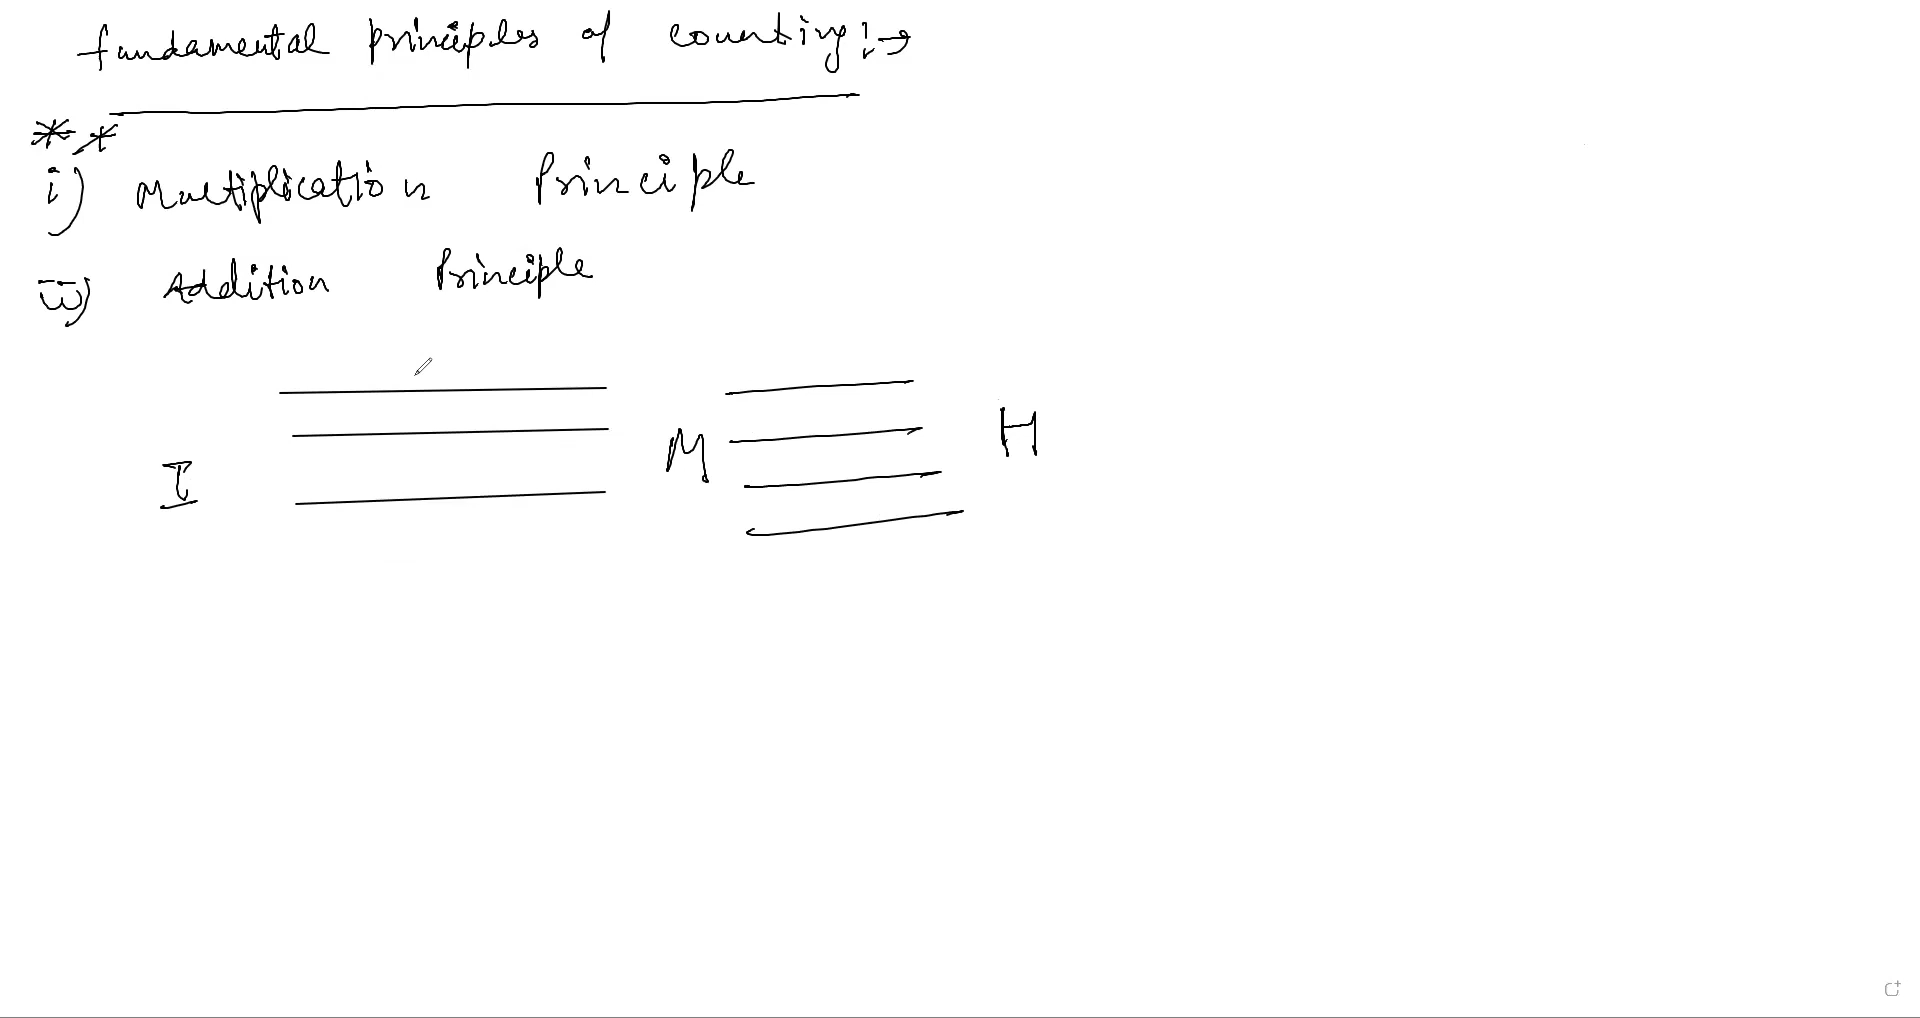 fundamental principles of counting :→
**
i) Multiplication Principle
ii) Addition Principle
I M H